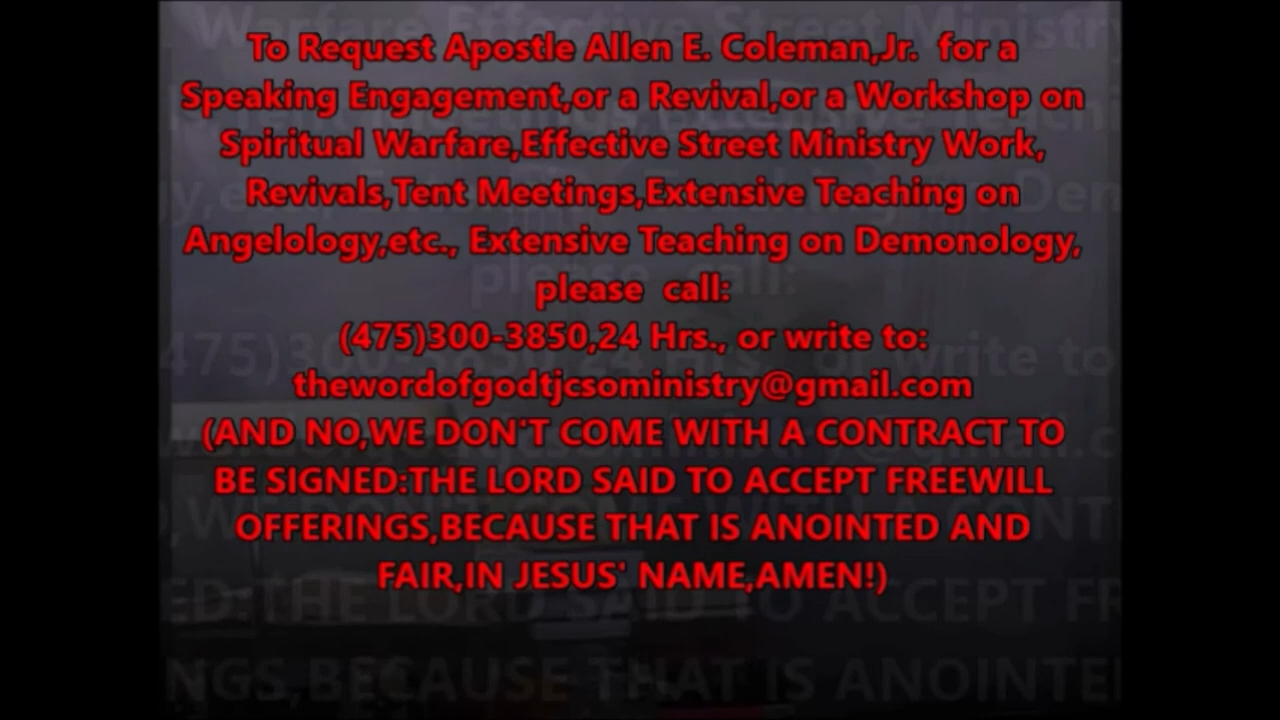 To Request Apostle Allen E. Coleman,Jr.  for a
Speaking Engagement,or a Revival,or a Workshop on
Spiritual Warfare,Effective Street Ministry Work,
Revivals,Tent Meetings,Extensive Teaching on
Angelology,etc., Extensive Teaching on Demonology,
please  call:
(475)300-3850,24 Hrs., or write to:
thewordofgodtjcsoministry@gmail.com
(AND NO,WE DON'T COME WITH A CONTRACT TO
BE SIGNED:THE LORD SAID TO ACCEPT FREEWILL
OFFERINGS,BECAUSE THAT IS ANOINTED AND
FAIR,IN JESUS' NAME,AMEN!)